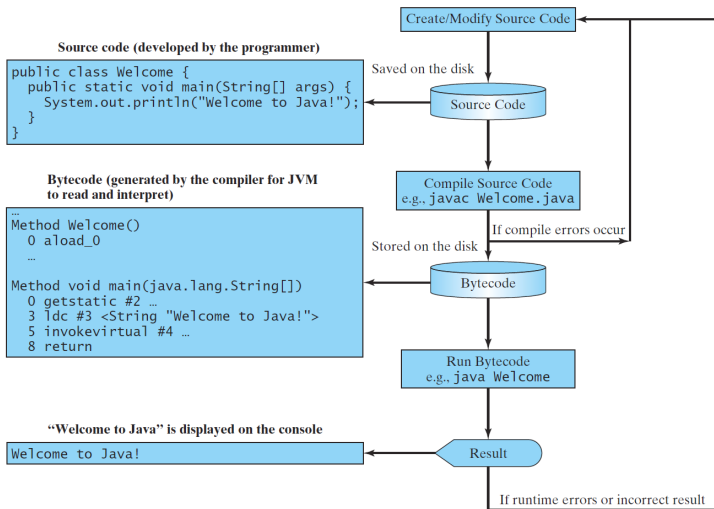 Create/Modify Source Code
Source code (developed by the programmer)
Saved on the disk
public class Welcome {
  public static void main(String[] args) {
    System.out.println("Welcome to Java!");
  }
}
Source Code
Bytecode (generated by the compiler for JVM
to read and interpret)
Compile Source Code
e.g., javac Welcome.java
If compile errors occur
Stored on the disk
…
Method Welcome()
  0 aload_0
  …
Method void main(java.lang.String[])
  0 getstatic #2 …
  3 ldc #3 <String "Welcome to Java!">
  5 invokevirtual #4 …
  8 return
Bytecode
Run Bytecode
e.g., java Welcome
“Welcome to Java” is displayed on the console
Welcome to Java!
Result
If runtime errors or incorrect result